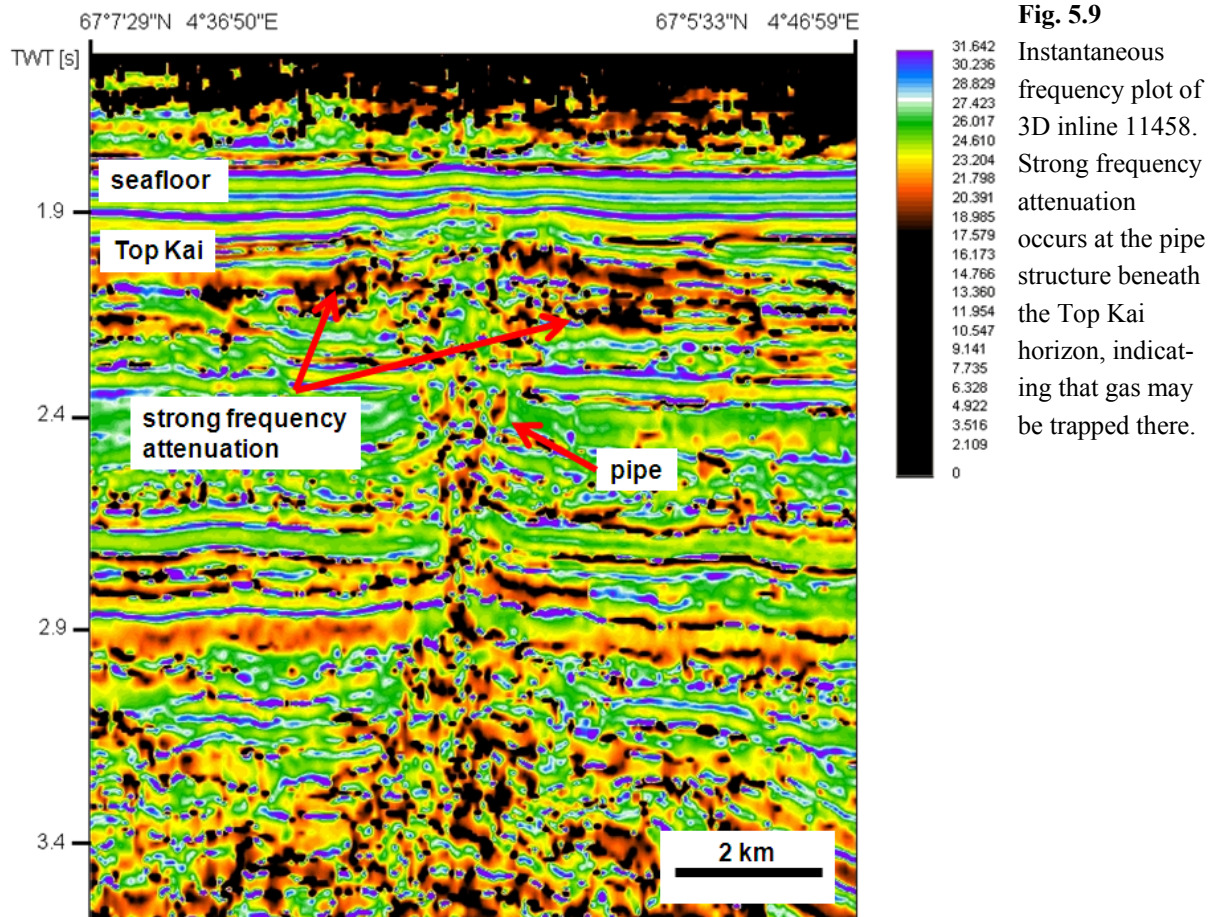 67°7'29"N 4°36'50"E
67°5'33"N 4°46'59"E
TWT [s]
seafloor
1.9
Top Kai
2.4
strong frequency
attenuation
pipe
2.9
3.4
2 km
31.642
30.236
28.829
27.423
26.017
24.610
23.204
21.798
20.391
18.985
17.579
16.173
14.766
13.360
11.954
10.547
9.141
7.735
6.328
4.922
3.516
2.109
0
Fig. 5.9
Instantaneous
frequency plot of
3D inline 11458.
Strong frequency
attenuation
occurs at the pipe
structure beneath
the Top Kai
horizon, indicat-
ing that gas may
be trapped there.